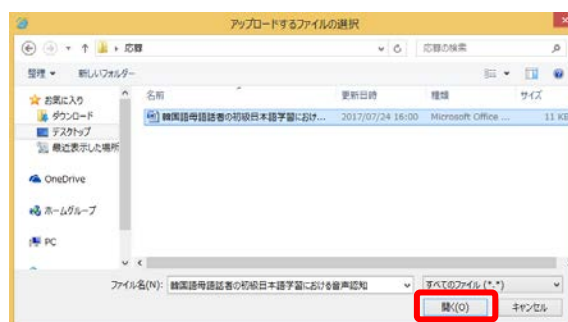 アップロードするファイルの選択
応募
応募の検索
整理 新しいフォルダー
名前 更新日時 種類 サイズ
お気に入り
ダウンロード
デスクトップ
最近表示した場所
韓国語母語話者の初級日本語学習におけ... 2017/07/24 16:00 Microsoft Office ... 11 KB
OneDrive
ホームグループ
PC
ファイル名(N): 韓国語母語話者の初級日本語学習における音声認知 すべてのファイル (*.*)
開く(O) キャンセル